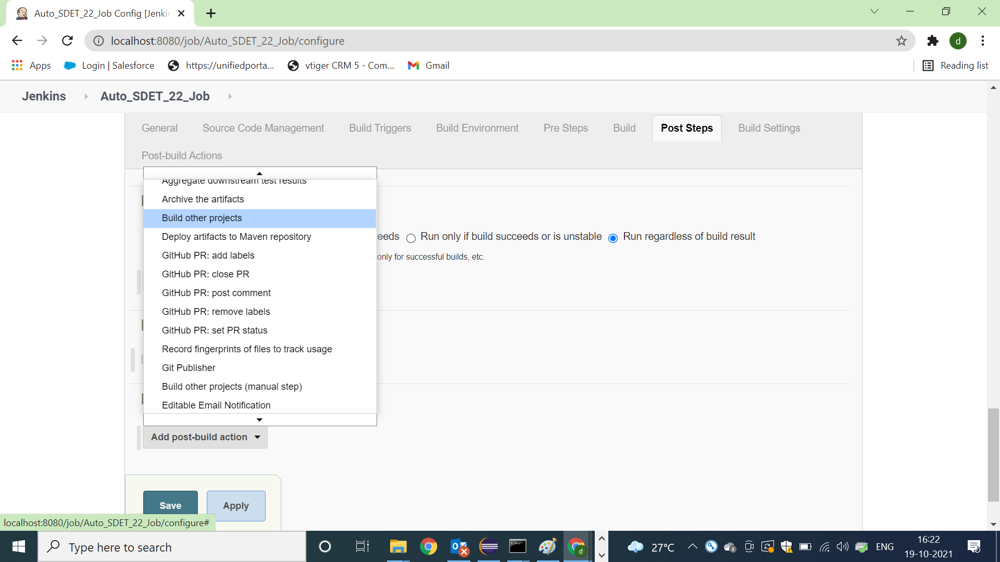 Auto_SDET_22_Job Config [Jenkin
localhost:8080/job/Auto_SDET_22_Job/configure
d
Apps
Login | Salesforce
https://unifiedporta...
vtiger CRM 5 - Com...
Gmail
Reading list
Jenkins
Auto_SDET_22_Job
General
Source Code Management
Build Triggers
Build Environment
Pre Steps
Build
Post Steps
Build Settings
Post-build Actions
Aggregate downstream test results
Archive the artifacts
Build other projects
Deploy artifacts to Maven repository
eeds
Run only if build succeeds or is unstable
Run regardless of build result
GitHub PR: add labels
only for successful builds, etc.
GitHub PR: close PR
GitHub PR: post comment
GitHub PR: remove labels
GitHub PR: set PR status
Record fingerprints of files to track usage
Git Publisher
Build other projects (manual step)
Editable Email Notification
Add post-build action
Save
Apply
localhost:8080/job/Auto_SDET_22_Job/configure#
Type here to search
d
27°C
ENG
16:22
19-10-2021